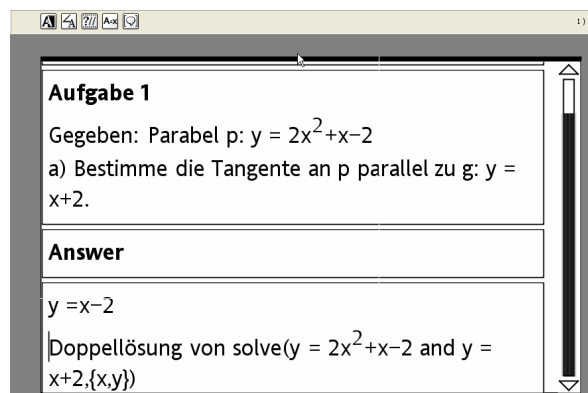 1)
Aufgabe 1
Gegeben: Parabel p: y = 2x²+x−2
a) Bestimme die Tangente an p parallel zu g: y =
x+2.
Answer
y =x−2
Doppellösung von solve(y = 2x²+x−2 and y =
x+2,{x,y})